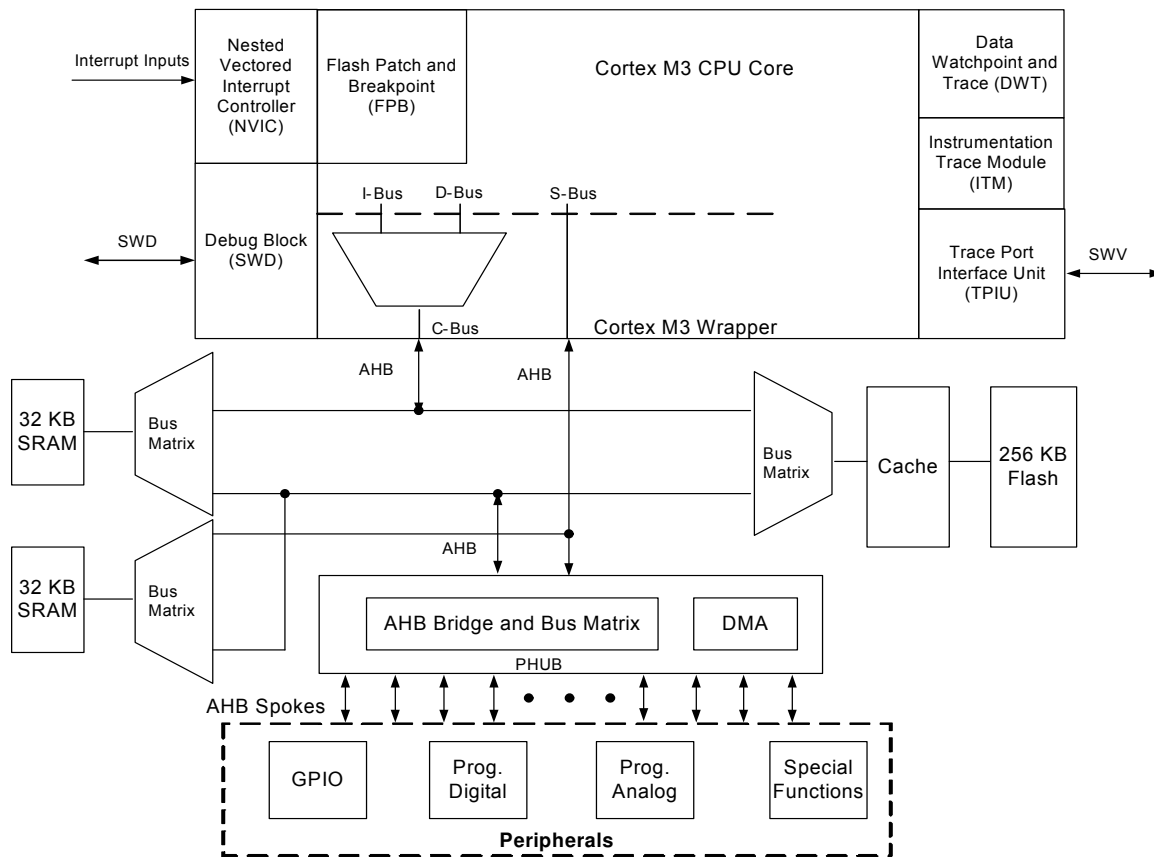 Interrupt Inputs
Nested
Vectored
Interrupt
Controller
(NVIC)
Flash Patch and
Breakpoint
(FPB)
Cortex M3 CPU Core
Data
Watchpoint and
Trace (DWT)
Instrumentation
Trace Module
(ITM)
I-Bus
D-Bus
S-Bus
SWD
Debug Block
(SWD)
Trace Port
Interface Unit
(TPIU)
SWV
C-Bus
Cortex M3 Wrapper
AHB
AHB
32 KB
SRAM
Bus
Matrix
Bus
Matrix
Cache
256 KB
Flash
AHB
32 KB
SRAM
Bus
Matrix
AHB Bridge and Bus Matrix
DMA
PHUB
AHB Spokes
GPIO
Prog.
Digital
Prog.
Analog
Special
Functions
Peripherals